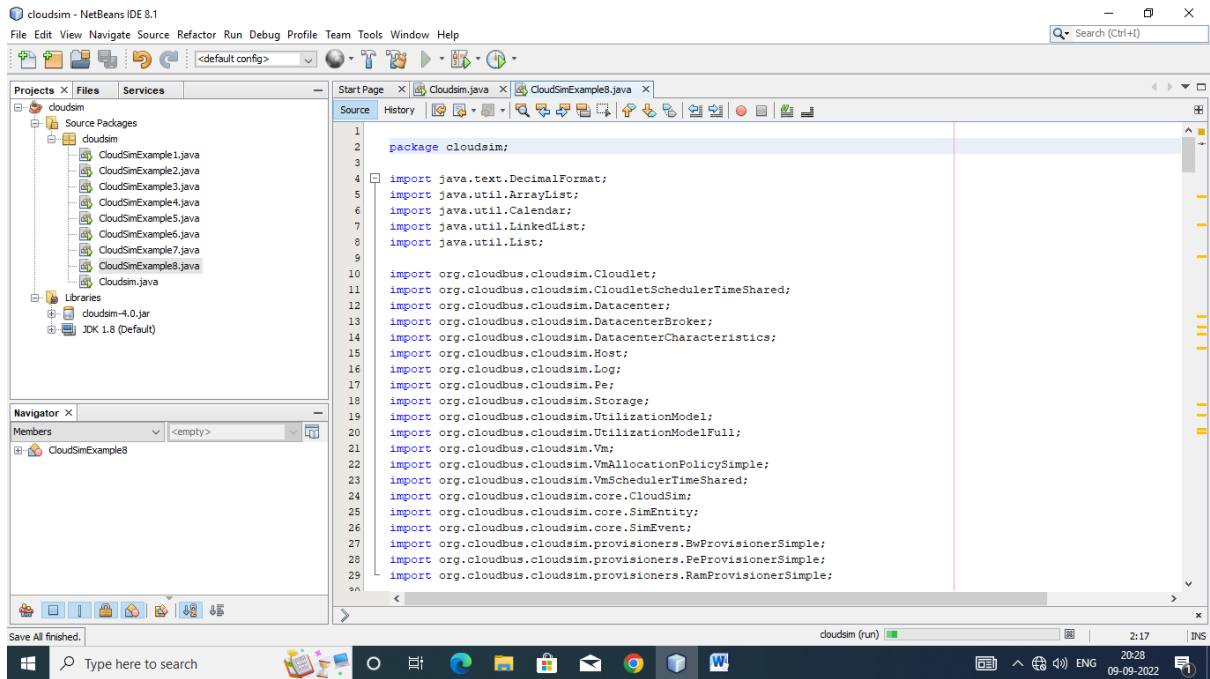 cloudsim - NetBeans IDE 8.1
File Edit View Navigate Source Refactor Run Debug Profile Team Tools Window Help
Search (Ctrl+I)
<default config>
Projects Files Services
Start Page Cloudsim.java CloudSimExample8.java
Source History
cloudsim
Source Packages
cloudsim
CloudSimExample1.java
CloudSimExample2.java
CloudSimExample3.java
CloudSimExample4.java
CloudSimExample5.java
CloudSimExample6.java
CloudSimExample7.java
CloudSimExample8.java
Cloudsim.java
Libraries
cloudsim-4.0.jar
JDK 1.8 (Default)
Navigator
Members <empty>
CloudSimExample8
1
2 package cloudsim;
3
4 import java.text.DecimalFormat;
5 import java.util.ArrayList;
6 import java.util.Calendar;
7 import java.util.LinkedList;
8 import java.util.List;
9
10 import org.cloudbus.cloudsim.Cloudlet;
11 import org.cloudbus.cloudsim.CloudletSchedulerTimeShared;
12 import org.cloudbus.cloudsim.Datacenter;
13 import org.cloudbus.cloudsim.DatacenterBroker;
14 import org.cloudbus.cloudsim.DatacenterCharacteristics;
15 import org.cloudbus.cloudsim.Host;
16 import org.cloudbus.cloudsim.Log;
17 import org.cloudbus.cloudsim.Pe;
18 import org.cloudbus.cloudsim.Storage;
19 import org.cloudbus.cloudsim.UtilizationModel;
20 import org.cloudbus.cloudsim.UtilizationModelFull;
21 import org.cloudbus.cloudsim.Vm;
22 import org.cloudbus.cloudsim.VmAllocationPolicySimple;
23 import org.cloudbus.cloudsim.VmSchedulerTimeShared;
24 import org.cloudbus.cloudsim.core.CloudSim;
25 import org.cloudbus.cloudsim.core.SimEntity;
26 import org.cloudbus.cloudsim.core.SimEvent;
27 import org.cloudbus.cloudsim.provisioners.BwProvisionerSimple;
28 import org.cloudbus.cloudsim.provisioners.PeProvisionerSimple;
29 import org.cloudbus.cloudsim.provisioners.RamProvisionerSimple;
Save All finished.
cloudsim (run)
2:17 INS
Type here to search
ENG
20:28
09-09-2022